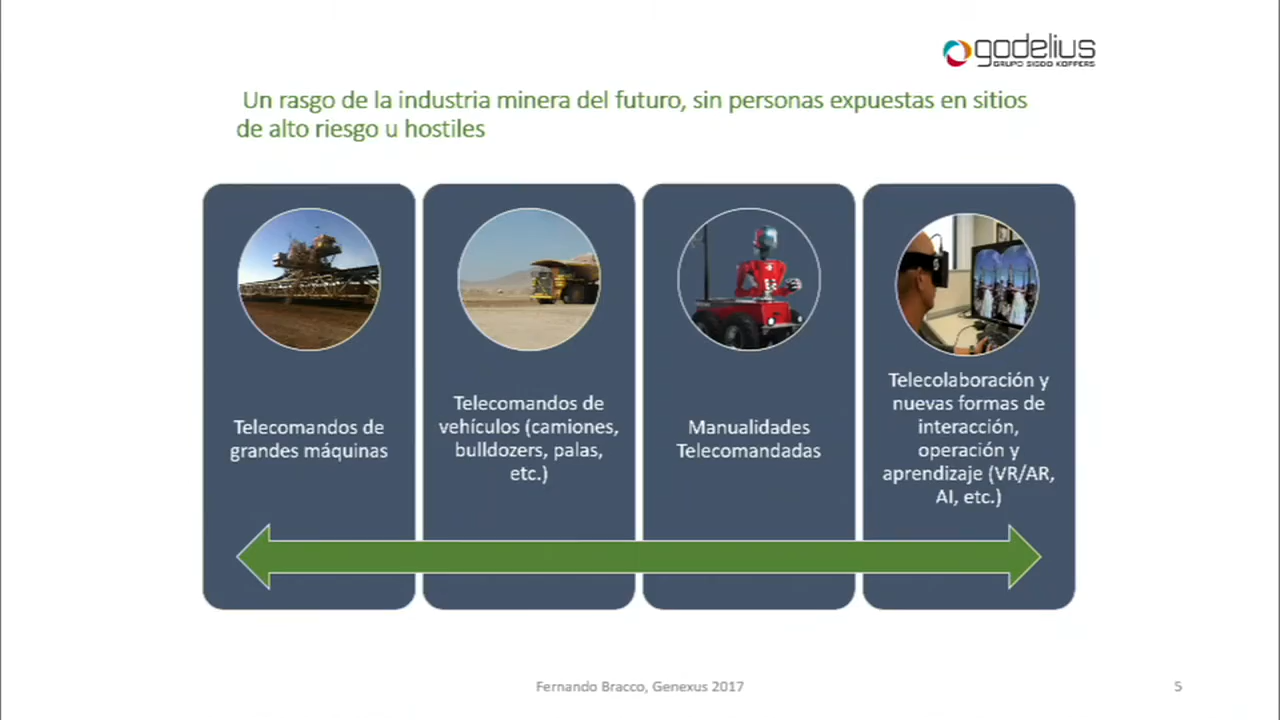 godelius
GRUPO SIGDO KOPPERS
Un rasgo de la industria minera del futuro, sin personas expuestas en sitios
de alto riesgo u hostiles
Telecomandos de
grandes máquinas
Telecomandos de
vehículos (camiones,
bulldozers, palas,
etc.)
Manualidades
Telecomandadas
Telecolaboración y
nuevas formas de
interacción,
operación y
aprendizaje (VR/AR,
AI, etc.)
Fernando Bracco, Genexus 2017
5